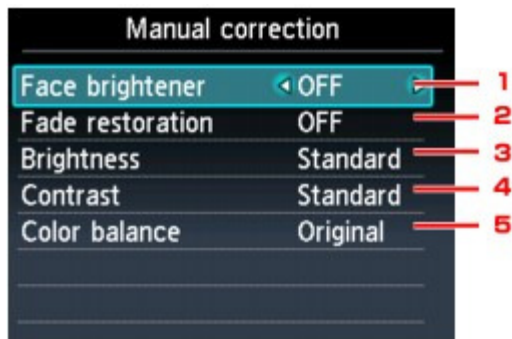 Manual correction
Face brightener OFF 1
Fade restoration OFF 2
Brightness Standard 3
Contrast Standard 4
Color balance Original 5